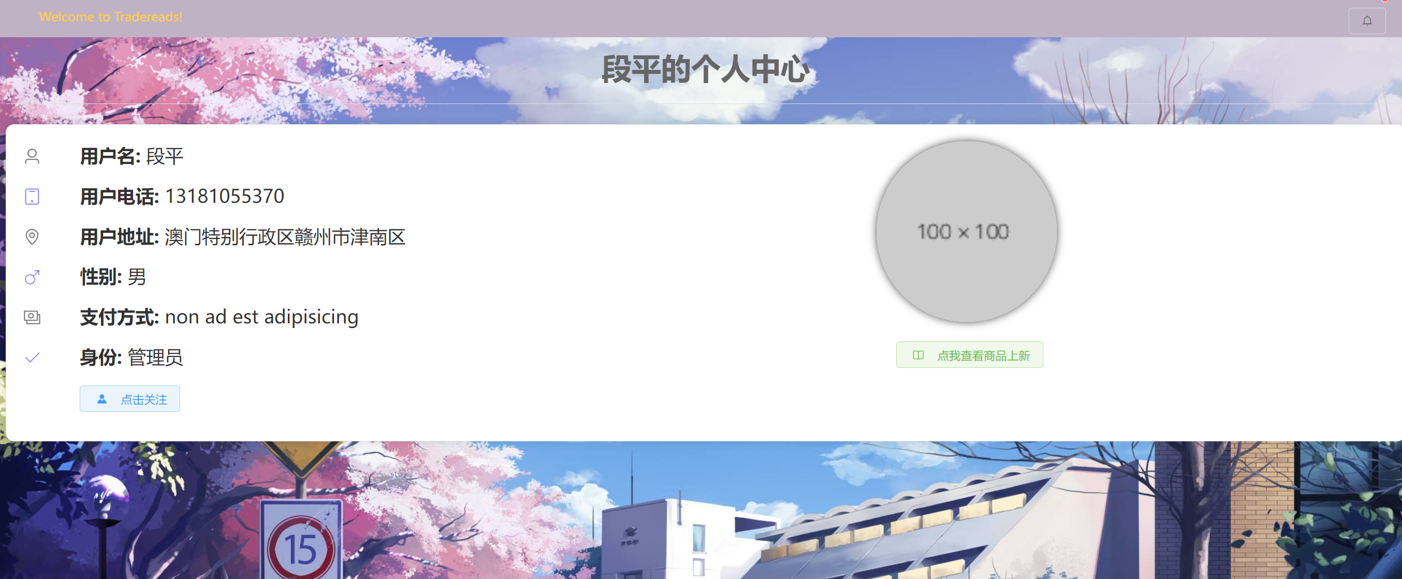 Welcome to Tradereads!
段平的个人中心
用户名: 段平
用户电话: 13181055370
用户地址: 澳门特别行政区赣州市津南区
性别: 男
支付方式: non ad est adipisicing
身份: 管理员
点击关注
100 × 100
点我查看商品上新
15